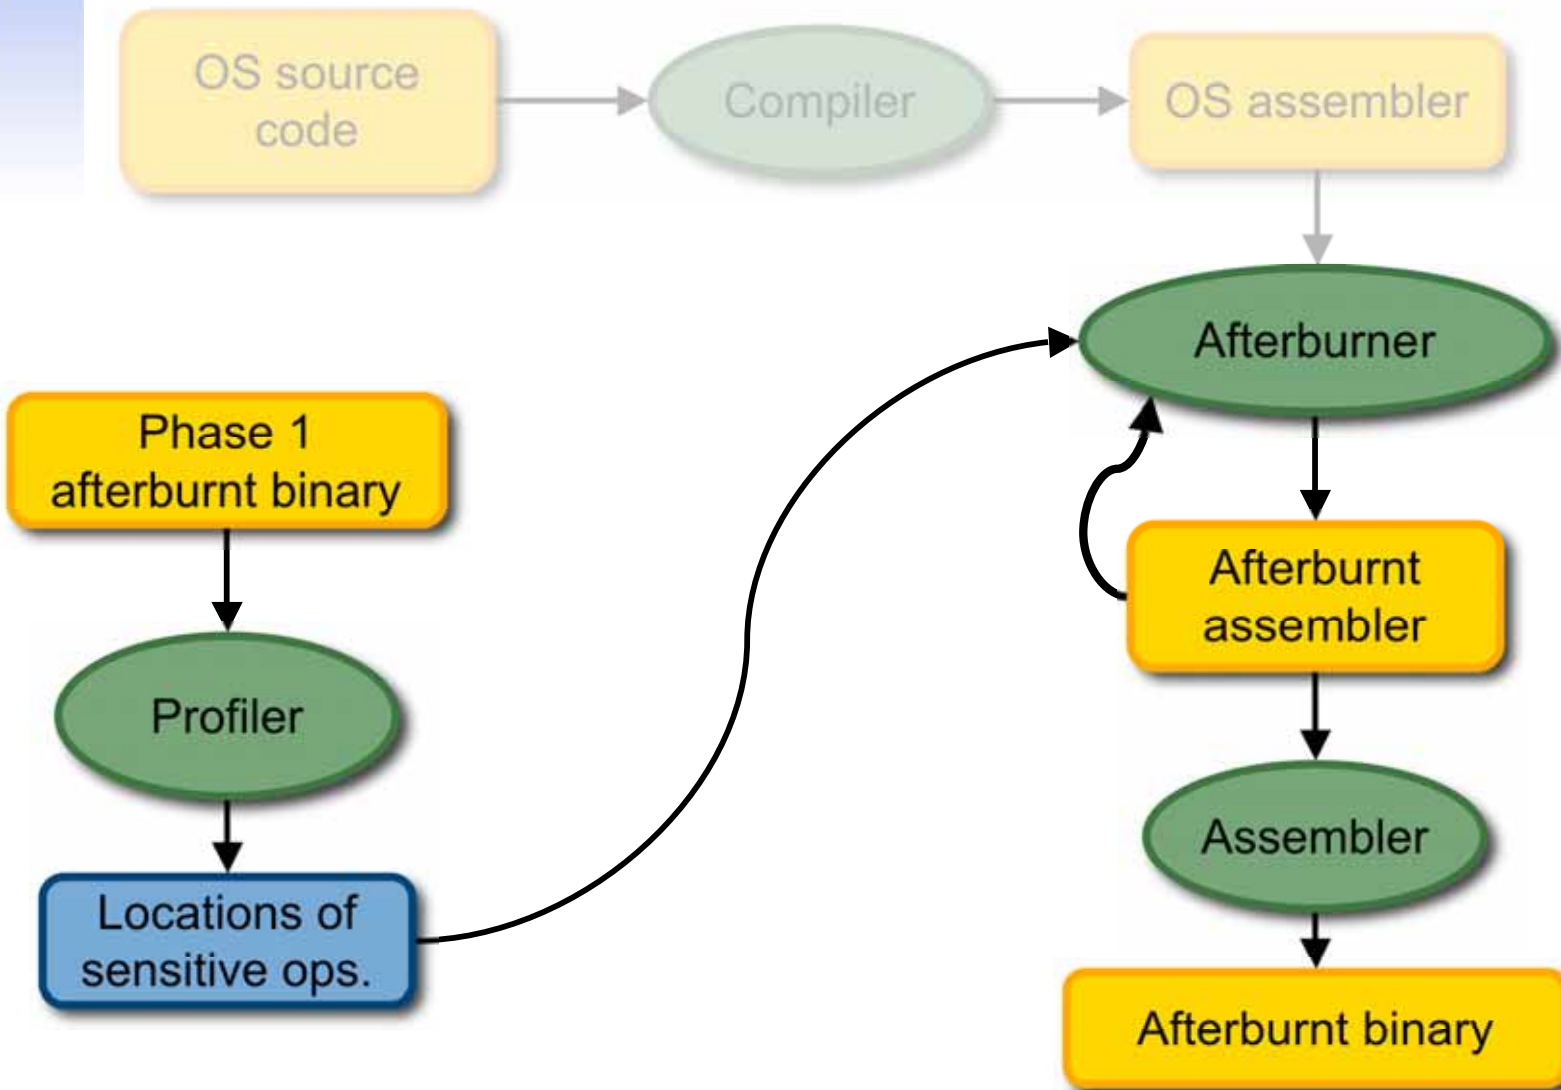 OS source
code
Compiler
OS assembler
Afterburner
Phase 1
afterburnt binary
Afterburnt
assembler
Profiler
Assembler
Locations of
sensitive ops.
Afterburnt binary